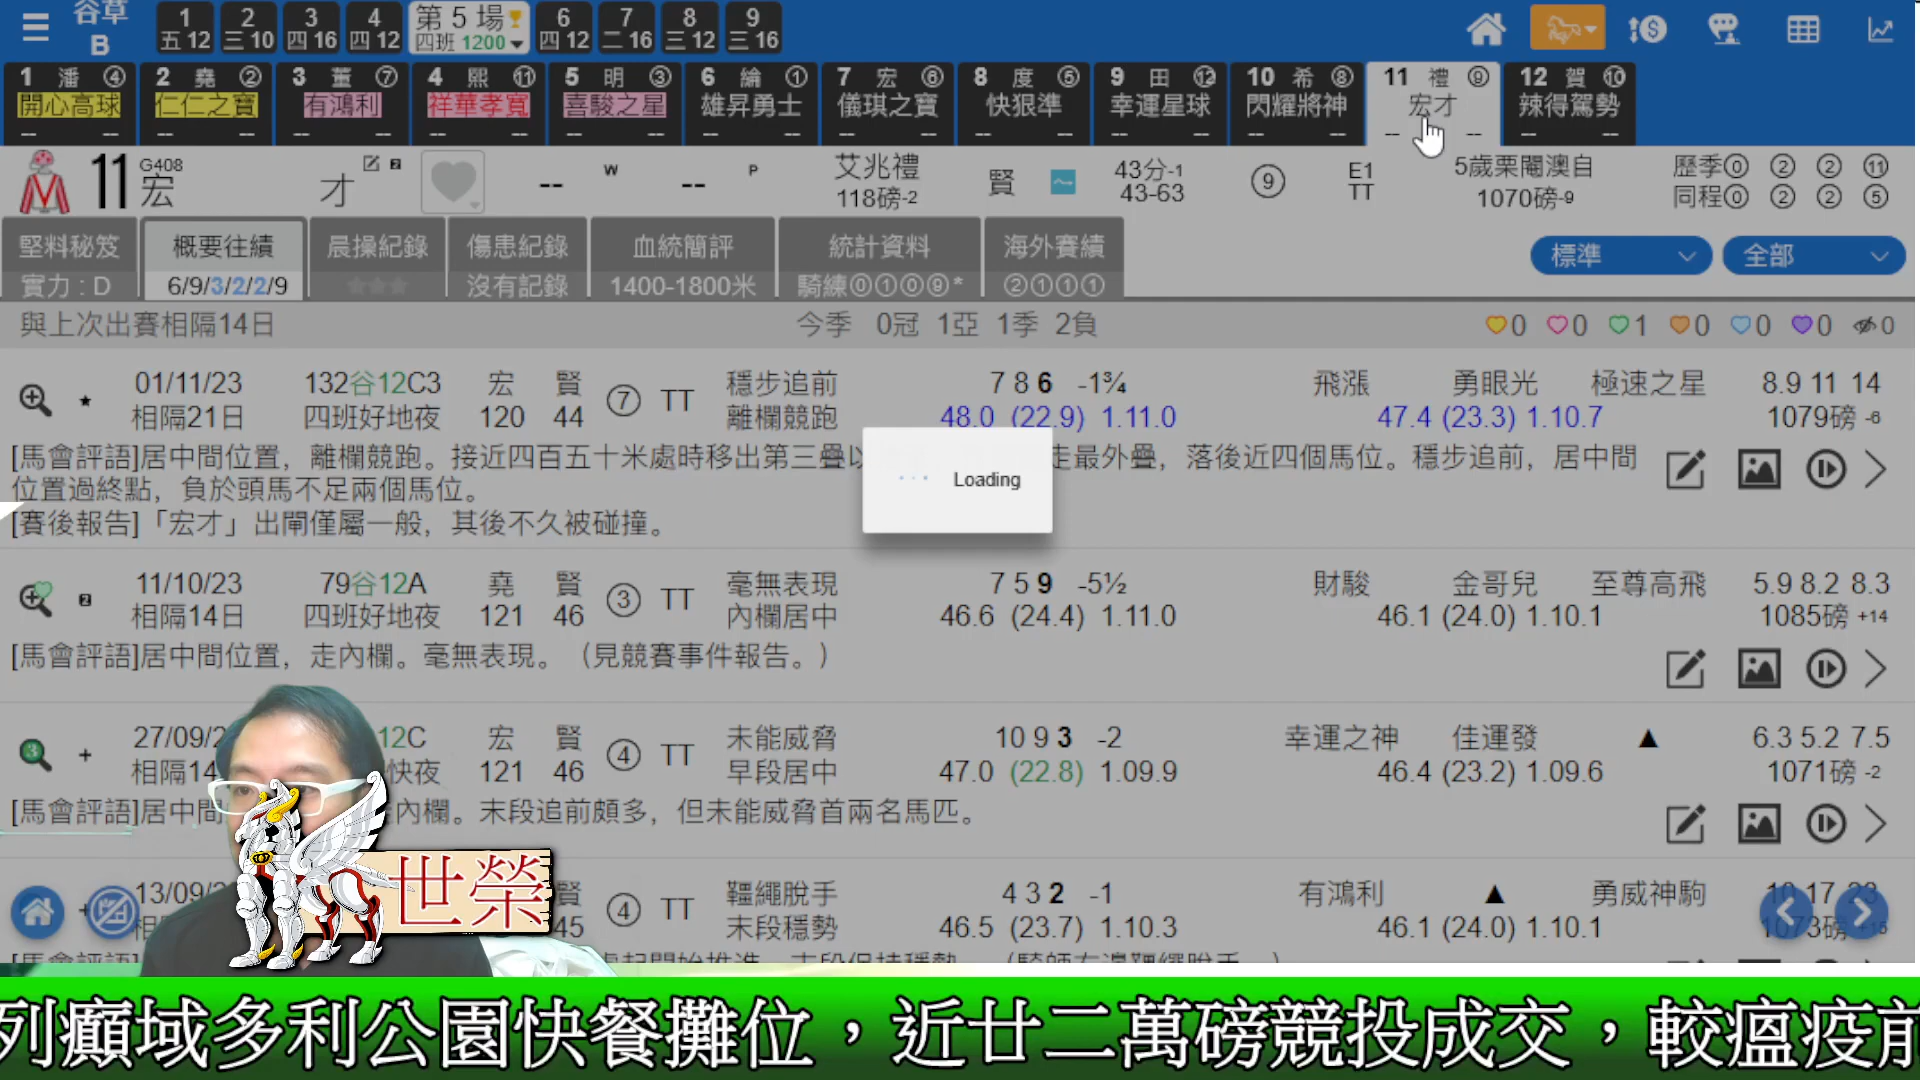 谷草
B
1
五 12
2
三 10
3
四 16
4
四 12
第 5 場
四班 1200
6
四 12
7
二 16
8
三 12
9
三 16
1 潘 ④
開心高球
-- --
2 堯 ②
仁仁之寶
-- --
3 董 ⑦
有鴻利
-- --
4 熙 ⑪
祥華孝寬
-- --
5 明 ③
喜駿之星
-- --
6 綸 ①
雄昇勇士
-- --
7 宏 ⑥
儀琪之寶
-- --
8 度 ⑤
快狠準
-- --
9 田 ⑫
幸運星球
-- --
10 希 ⑧
閃耀將神
-- --
11 禮 ⑨
宏才
-- --
12 賀 ⑩
辣得駕勢
-- --
11 G408
宏 才 2
-- W -- P
艾兆禮
118磅-2
賢
43分-1
43-63
⑨
E1
TT
5歲栗閹澳自
1070磅-9
歷季⓪ ② ② ⑪
同程⓪ ② ② ⑤
堅料秘笈
實力 : D
概要往績
6/9/3/2/2/9
晨操紀錄
★★★
傷患紀錄
沒有記錄
血統簡評
1400-1800米
統計資料
騎練⓪①⓪⑨*
海外賽績
②①①①
標準
全部
與上次出賽相隔14日 今季 0冠 1亞 1季 2負 0 0 1 0 0 0 0
01/11/23 132谷12C3 宏 賢 ⑦ TT 穩步追前 7 8 6 -1¾ 飛漲 勇眼光 極速之星 8.9 11 14
相隔21日 四班好地夜 120 44 離欄競跑 48.0 (22.9) 1.11.0 47.4 (23.3) 1.10.7 1079磅 -6
[馬會評語]居中間位置，離欄競跑。接近四百五十米處時移出第三疊以 走最外疊，落後近四個馬位。穩步追前，居中間
位置過終點，負於頭馬不足兩個馬位。
[賽後報告]「宏才」出閘僅屬一般，其後不久被碰撞。
Loading
11/10/23 79谷12A 堯 賢 ③ TT 毫無表現 7 5 9 -5½ 財駿 金哥兒 至尊高飛 5.9 8.2 8.3
相隔14日 四班好地夜 121 46 內欄居中 46.6 (24.4) 1.11.0 46.1 (24.0) 1.10.1 1085磅 +14
[馬會評語]居中間位置，走內欄。毫無表現。（見競賽事件報告。）
27/09/2 12C 宏 賢 ④ TT 未能威脅 10 9 3 -2 幸運之神 佳運發 ▲ 6.3 5.2 7.5
相隔14 快夜 121 46 早段居中 47.0 (22.8) 1.09.9 46.4 (23.2) 1.09.6 1071磅 -2
[馬會評語]居中間 內欄。末段追前頗多，但未能威脅首兩名馬匹。
13/09/2 賢 ④ TT 韁繩脫手 4 3 2 -1 有鴻利 ▲ 勇威神駒 10 17 23
45 末段穩勢 46.5 (23.7) 1.10.3 46.1 (24.0) 1.10.1
世榮
列癲域多利公園快餐攤位，近廿二萬磅競投成交，較瘟疫前